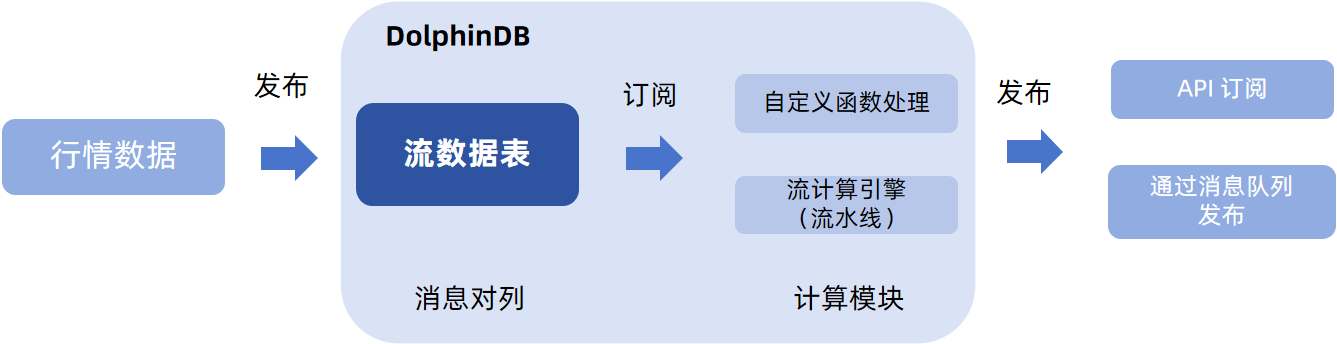 DolphinDB
发布
行情数据
流数据表
消息对列
订阅
自定义函数处理
流计算引擎
（流水线）
计算模块
发布
API 订阅
通过消息队列
发布